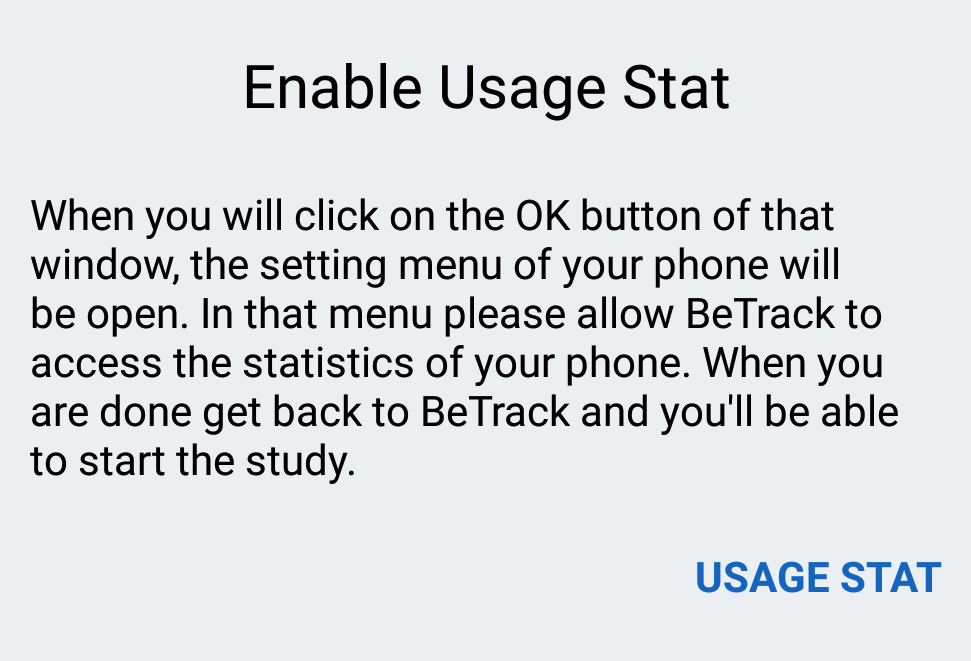 Enable Usage Stat
When you will click on the OK button of that
window, the setting menu of your phone will
be open. In that menu please allow BeTrack to
access the statistics of your phone. When you
are done get back to BeTrack and you'll be able
to start the study.
USAGE STAT